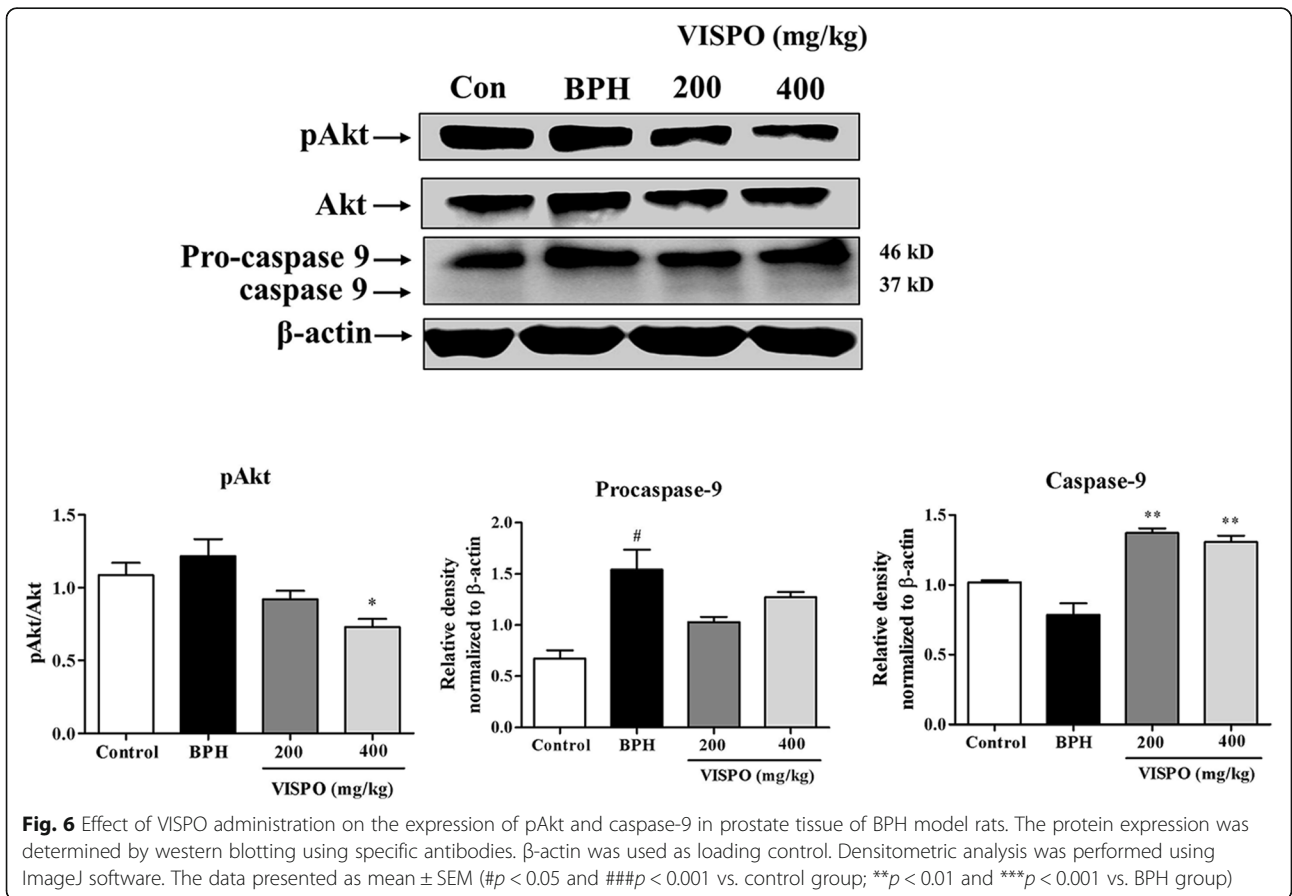 VISPO (mg/kg)
Con BPH 200 400
pAkt
Akt
Pro-caspase 9 46 kD
caspase 9 37 kD
β-actin
pAkt
pAkt/Akt
1.5
1.0
0.5
0.0
*
Control BPH 200 400
VISPO (mg/kg)
Procaspase-9
Relative density
normalized to β-actin
2.0
1.5
1.0
0.5
0.0
#
Control BPH 200 400
VISPO (mg/kg)
Caspase-9
Relative density
normalized to β-actin
1.5
1.0
0.5
0.0
** **
Control BPH 200 400
VISPO (mg/kg)
Fig. 6 Effect of VISPO administration on the expression of pAkt and caspase-9 in prostate tissue of BPH model rats. The protein expression was
determined by western blotting using specific antibodies. β-actin was used as loading control. Densitometric analysis was performed using
ImageJ software. The data presented as mean ± SEM (#p < 0.05 and ###p < 0.001 vs. control group; **p < 0.01 and ***p < 0.001 vs. BPH group)